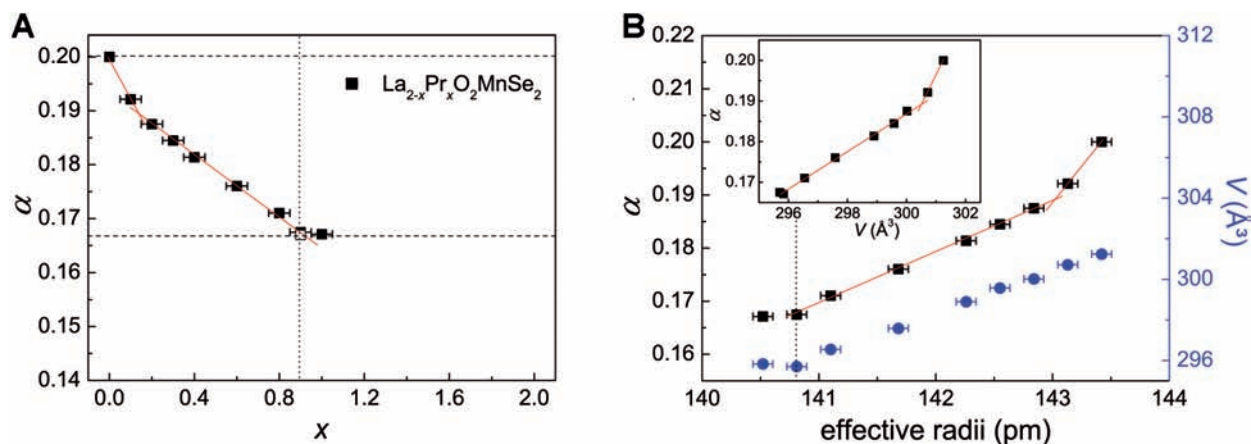 A
0.20
0.19
0.18
0.17
0.16
0.15
0.14
α
0.0 0.4 0.8 1.2 1.6 2.0
x
La2-xPrxO2MnSe2
B
0.22
0.21
0.20
0.19
0.18
0.17
0.16
α
140 141 142 143 144
effective radii (pm)
312
308
304
300
296
V (Å3)
0.20
0.19
0.18
0.17
α
296 298 300 302
V (Å3)